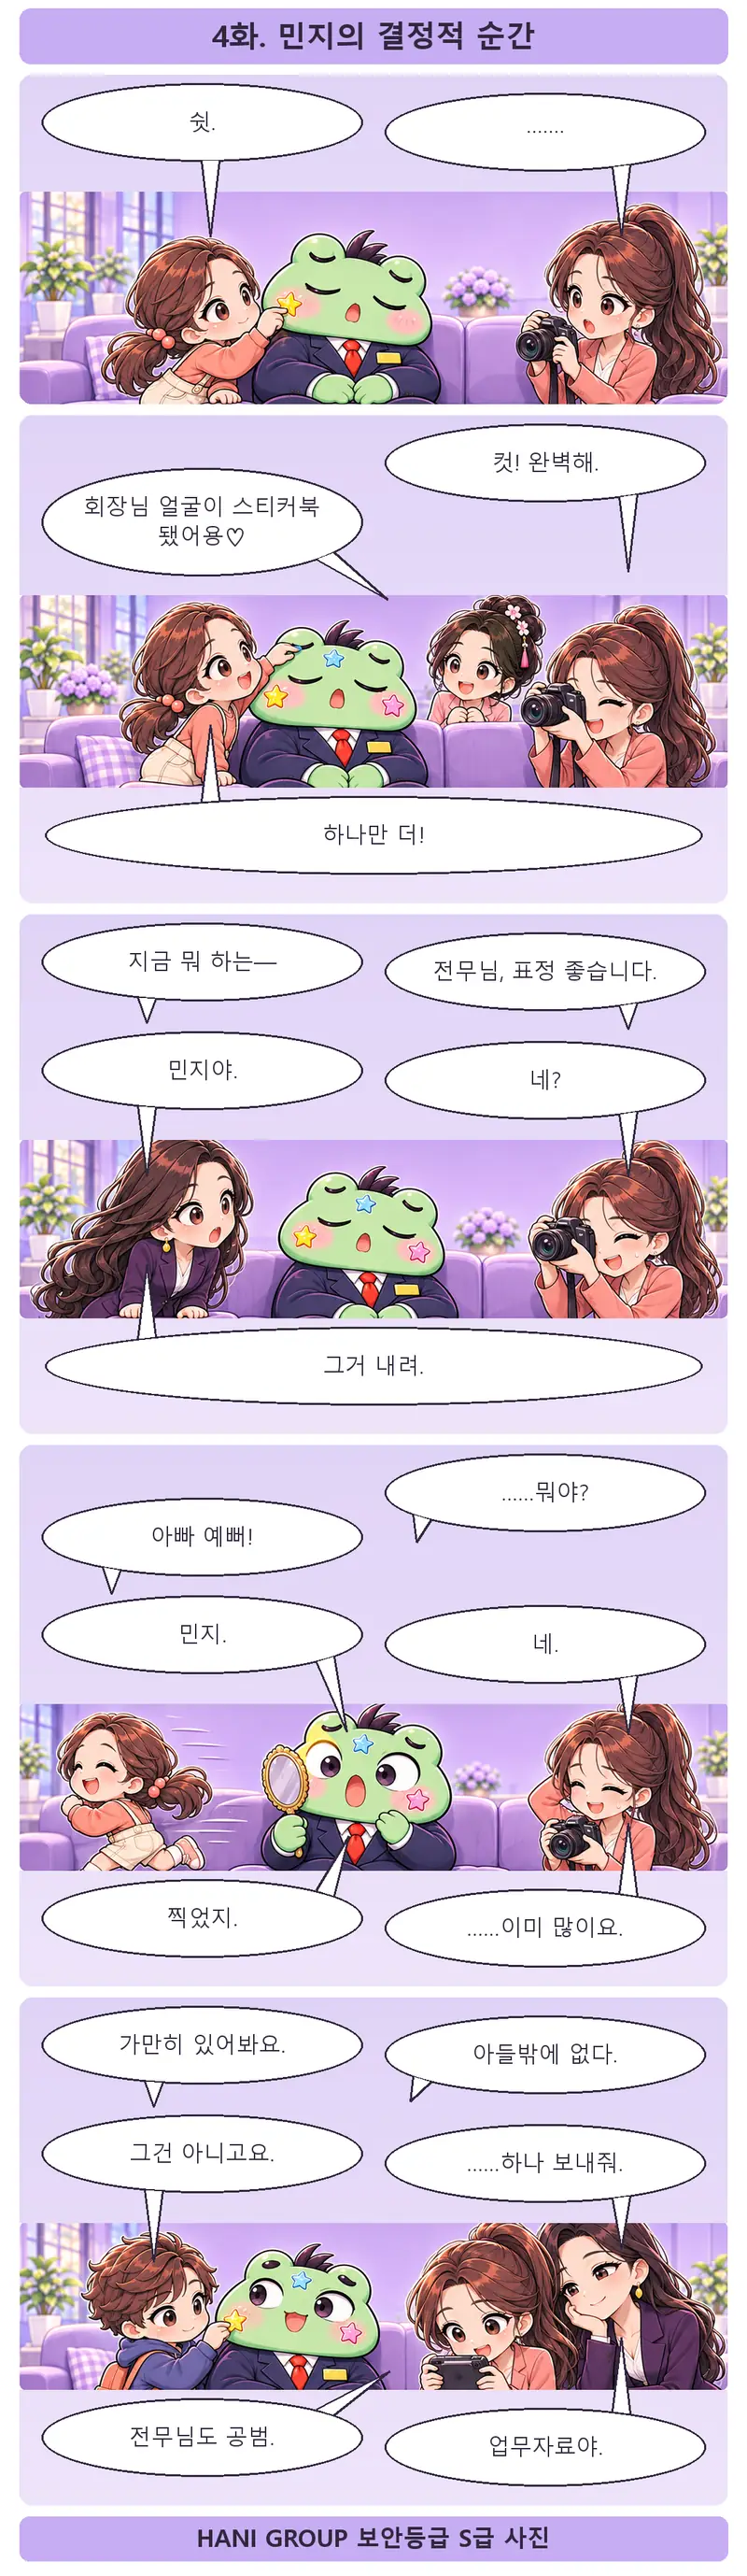 4화. 민지의 결정적 순간
쉿.
.......
컷! 완벽해.
회장님 얼굴이 스티커북
됐어용♡
하나만 더!
지금 뭐 하는—
전무님, 표정 좋습니다.
민지야.
네?
그거 내려.
......뭐야?
아빠 예뻐!
민지.
네.
찍었지.
......이미 많이요.
가만히 있어봐요.
아들밖에 없다.
그건 아니고요.
......하나 보내줘.
전무님도 공범.
업무자료야.
HANI GROUP 보안등급 S급 사진